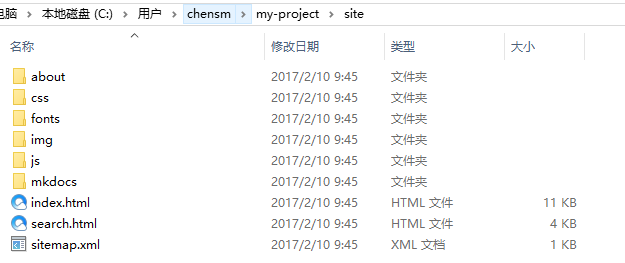 电脑 本地磁盘 (C:) 用户 chensm my-project site
名称 修改日期 类型 大小
about 2017/2/10 9:45 文件夹
css 2017/2/10 9:45 文件夹
fonts 2017/2/10 9:45 文件夹
img 2017/2/10 9:45 文件夹
js 2017/2/10 9:45 文件夹
mkdocs 2017/2/10 9:45 文件夹
index.html 2017/2/10 9:45 HTML 文件 11 KB
search.html 2017/2/10 9:45 HTML 文件 4 KB
sitemap.xml 2017/2/10 9:45 XML 文档 1 KB